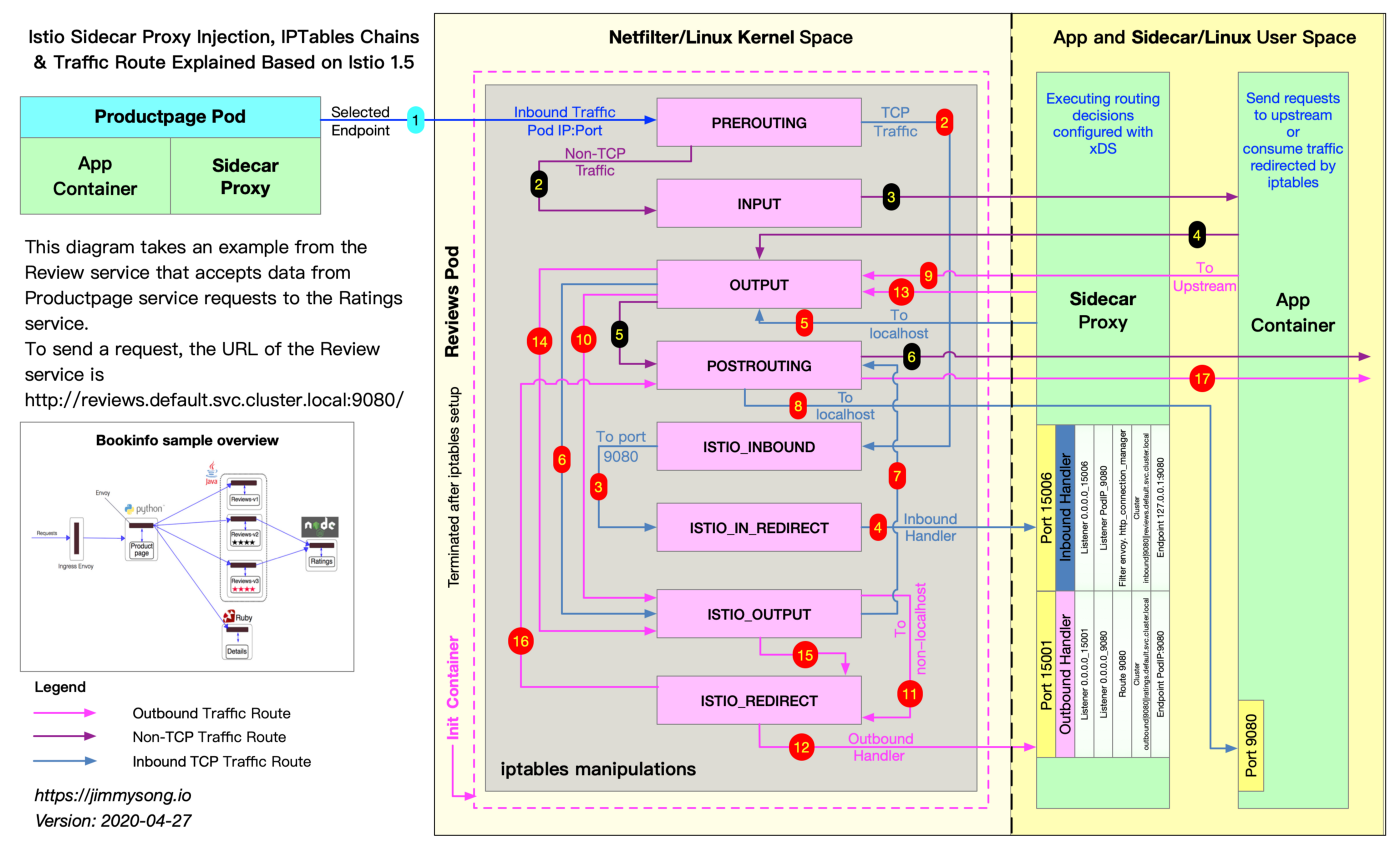 Istio Sidecar Proxy Injection, IPTables Chains
& Traffic Route Explained Based on Istio 1.5
Productpage Pod
App
Container
Sidecar
Proxy
Selected
Endpoint
1
This diagram takes an example from the
Review service that accepts data from
Productpage service requests to the Ratings
service.
To send a request, the URL of the Review
service is
http://reviews.default.svc.cluster.local:9080/
Bookinfo sample overview
Requests
Ingress Envoy
Envoy
python
Product
page
java
Reviews-v1
Reviews-v2
★★★★
Reviews-v3
★★★★
node
Ratings
Ruby
Details
Legend
Outbound Traffic Route
Non-TCP Traffic Route
Inbound TCP Traffic Route
https://jimmysong.io
Version: 2020-04-27
Netfilter/Linux Kernel Space
Reviews Pod
Terminated after iptables setup
Init Container
Inbound Traffic
Pod IP:Port
PREROUTING
TCP
Traffic
2
Non-TCP
Traffic
2
INPUT
3
4
OUTPUT
9
To
Upstream
13
5
To
localhost
14
10
5
POSTROUTING
6
17
8
To
localhost
ISTIO_INBOUND
To port
9080
3
6
7
ISTIO_IN_REDIRECT
4
Inbound
Handler
ISTIO_OUTPUT
To
non-localhost
16
15
11
ISTIO_REDIRECT
12
Outbound
Handler
iptables manipulations
App and Sidecar/Linux User Space
Executing routing
decisions
configured with
xDS
Sidecar
Proxy
Port 15006
Inbound Handler
Listener 0.0.0.0_15006
Listener PodIP_9080
Filter envoy, http_connection_manager
Cluster
inbound|9080||reviews.default.svc.cluster.local
Endpoint 127.0.0.1:9080
Port 15001
Outbound Handler
Listener 0.0.0.0_15001
Listener 0.0.0.0_9080
Route 9080
Cluster
outbound|9080||ratings.default.svc.cluster.local
Endpoint PodIP:9080
Send requests
to upstream
or
consume traffic
redirected by
iptables
App
Container
Port 9080